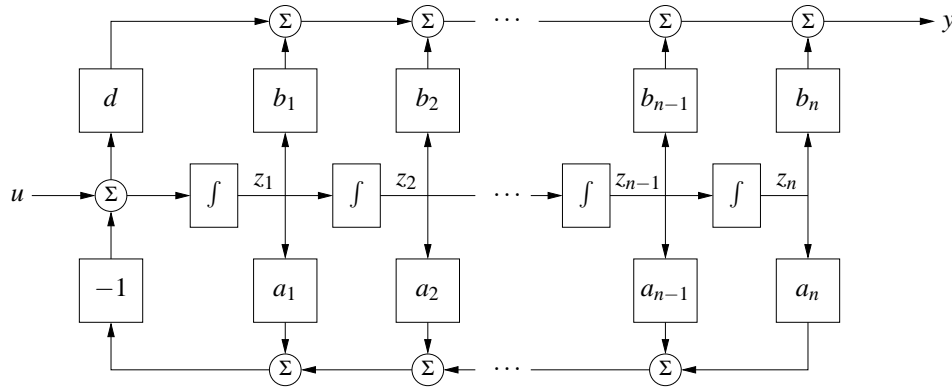 Σ Σ ⋯ Σ Σ y
d b₁ b₂ bₙ₋₁ bₙ
u Σ ∫ z₁ ∫ z₂ ⋯ ∫ zₙ₋₁ ∫ zₙ
−1 a₁ a₂ aₙ₋₁ aₙ
Σ Σ ⋯ Σ